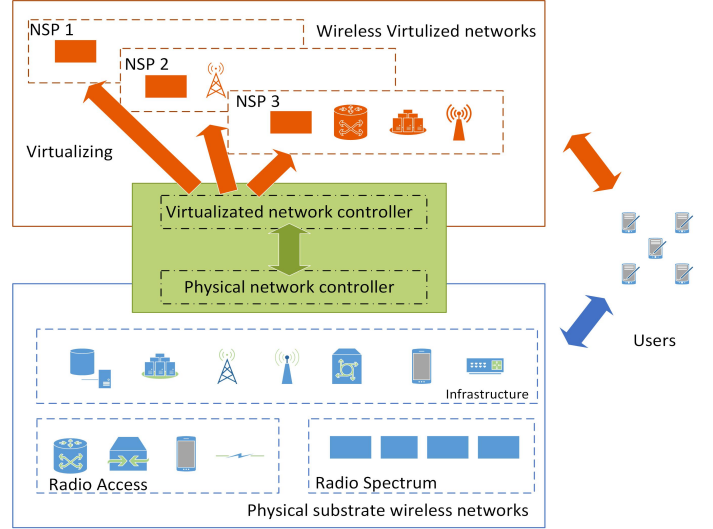 NSP 1
Wireless Virtulized networks
NSP 2
NSP 3
Virtualizing
Virtualizated network controller
Physical network controller
Users
Infrastructure
Radio Access
Radio Spectrum
Physical substrate wireless networks